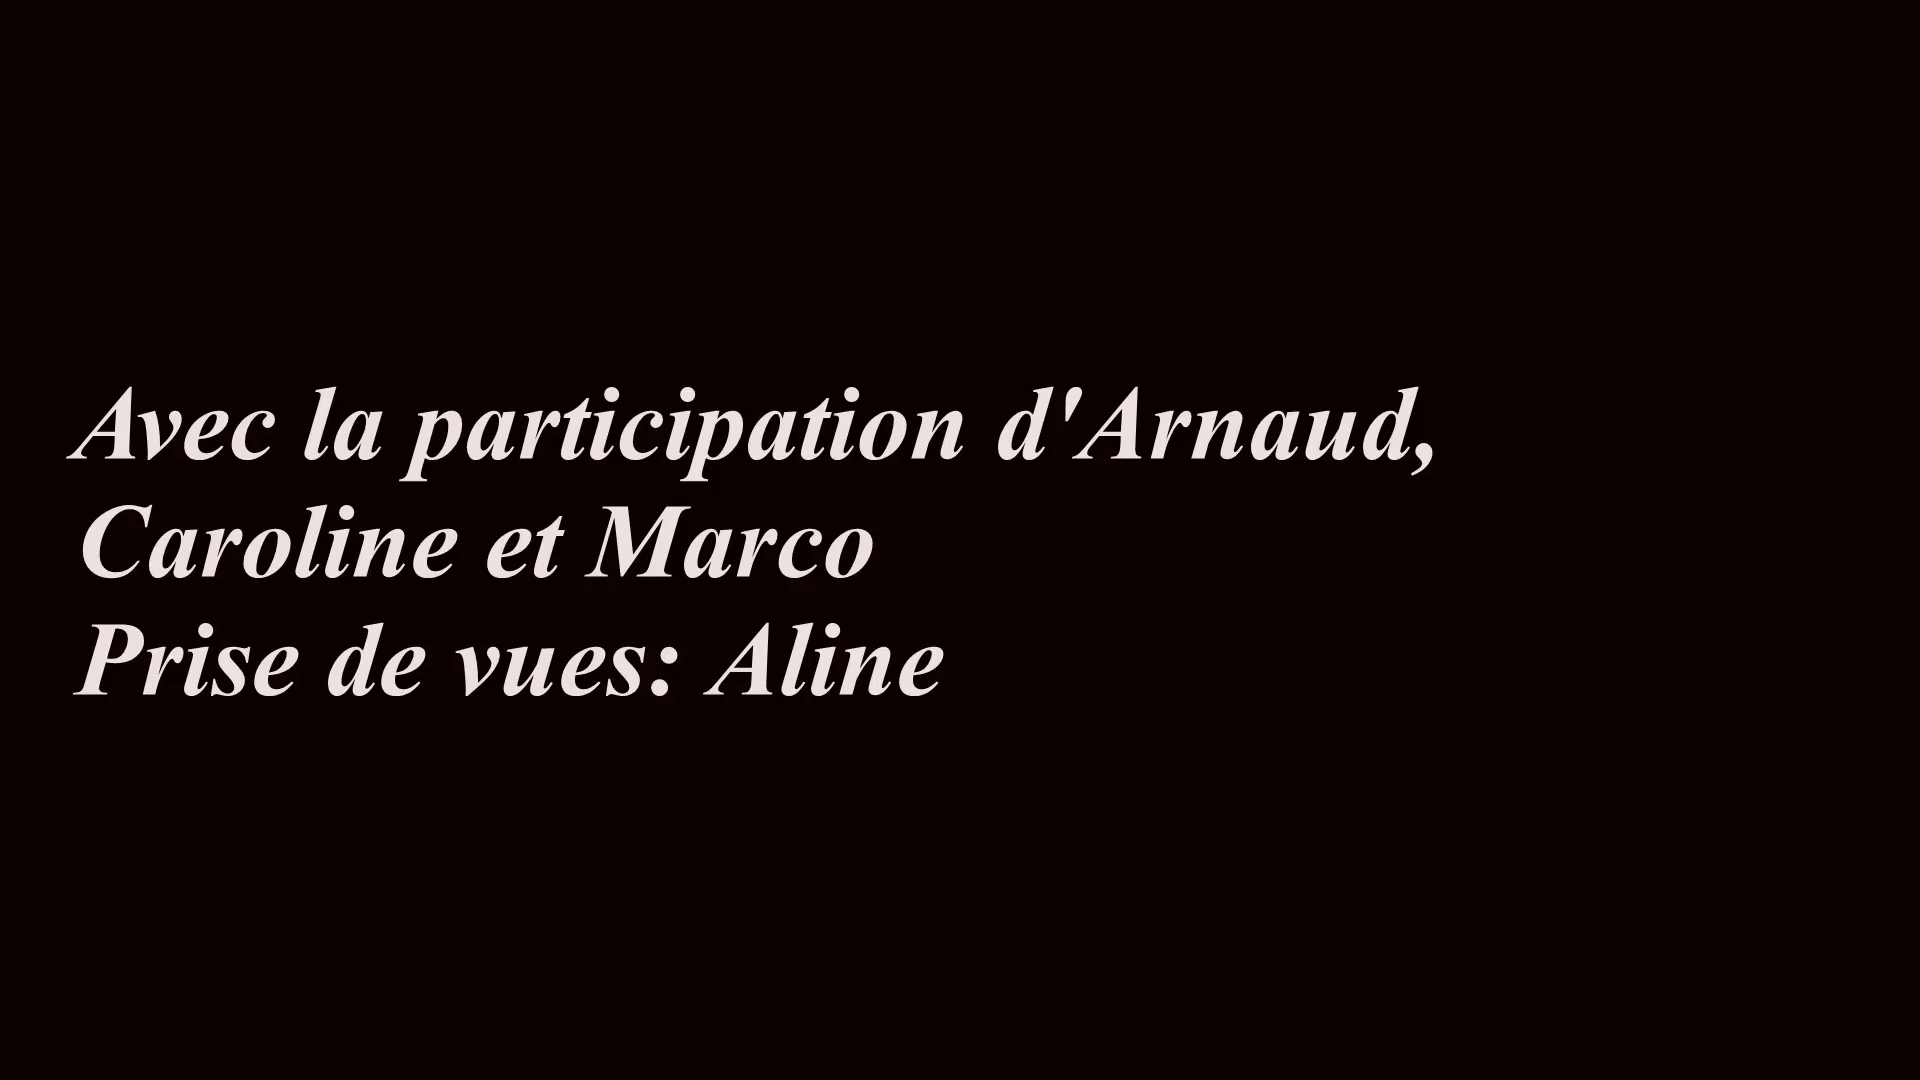 Avec la participation d'Arnaud,
Caroline et Marco
Prise de vues: Aline